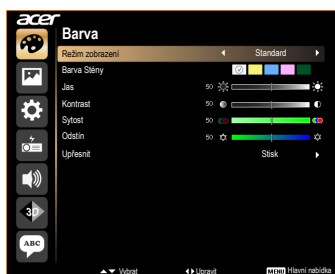 acer
Barva
Režim zobrazení Standard
Barva Stény
Jas 50
Kontrast 50
Sytost 50
Odstín 50
Upřesnit Stisk
3D
ABC
Vybrat Upravit MENU Hlavní nabídka